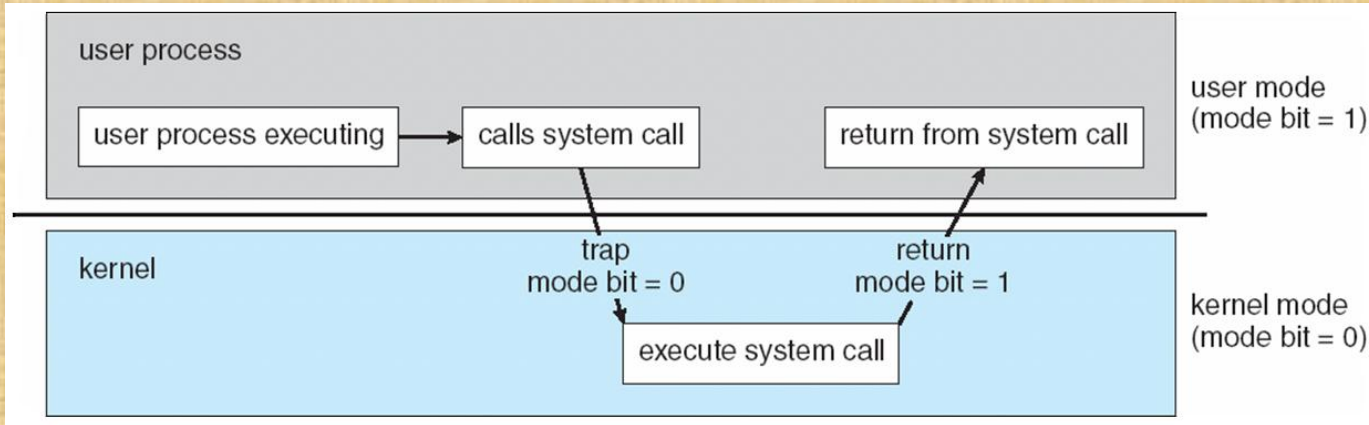 user process
user process executing
calls system call
return from system call
user mode
(mode bit = 1)
kernel
trap
mode bit = 0
return
mode bit = 1
execute system call
kernel mode
(mode bit = 0)